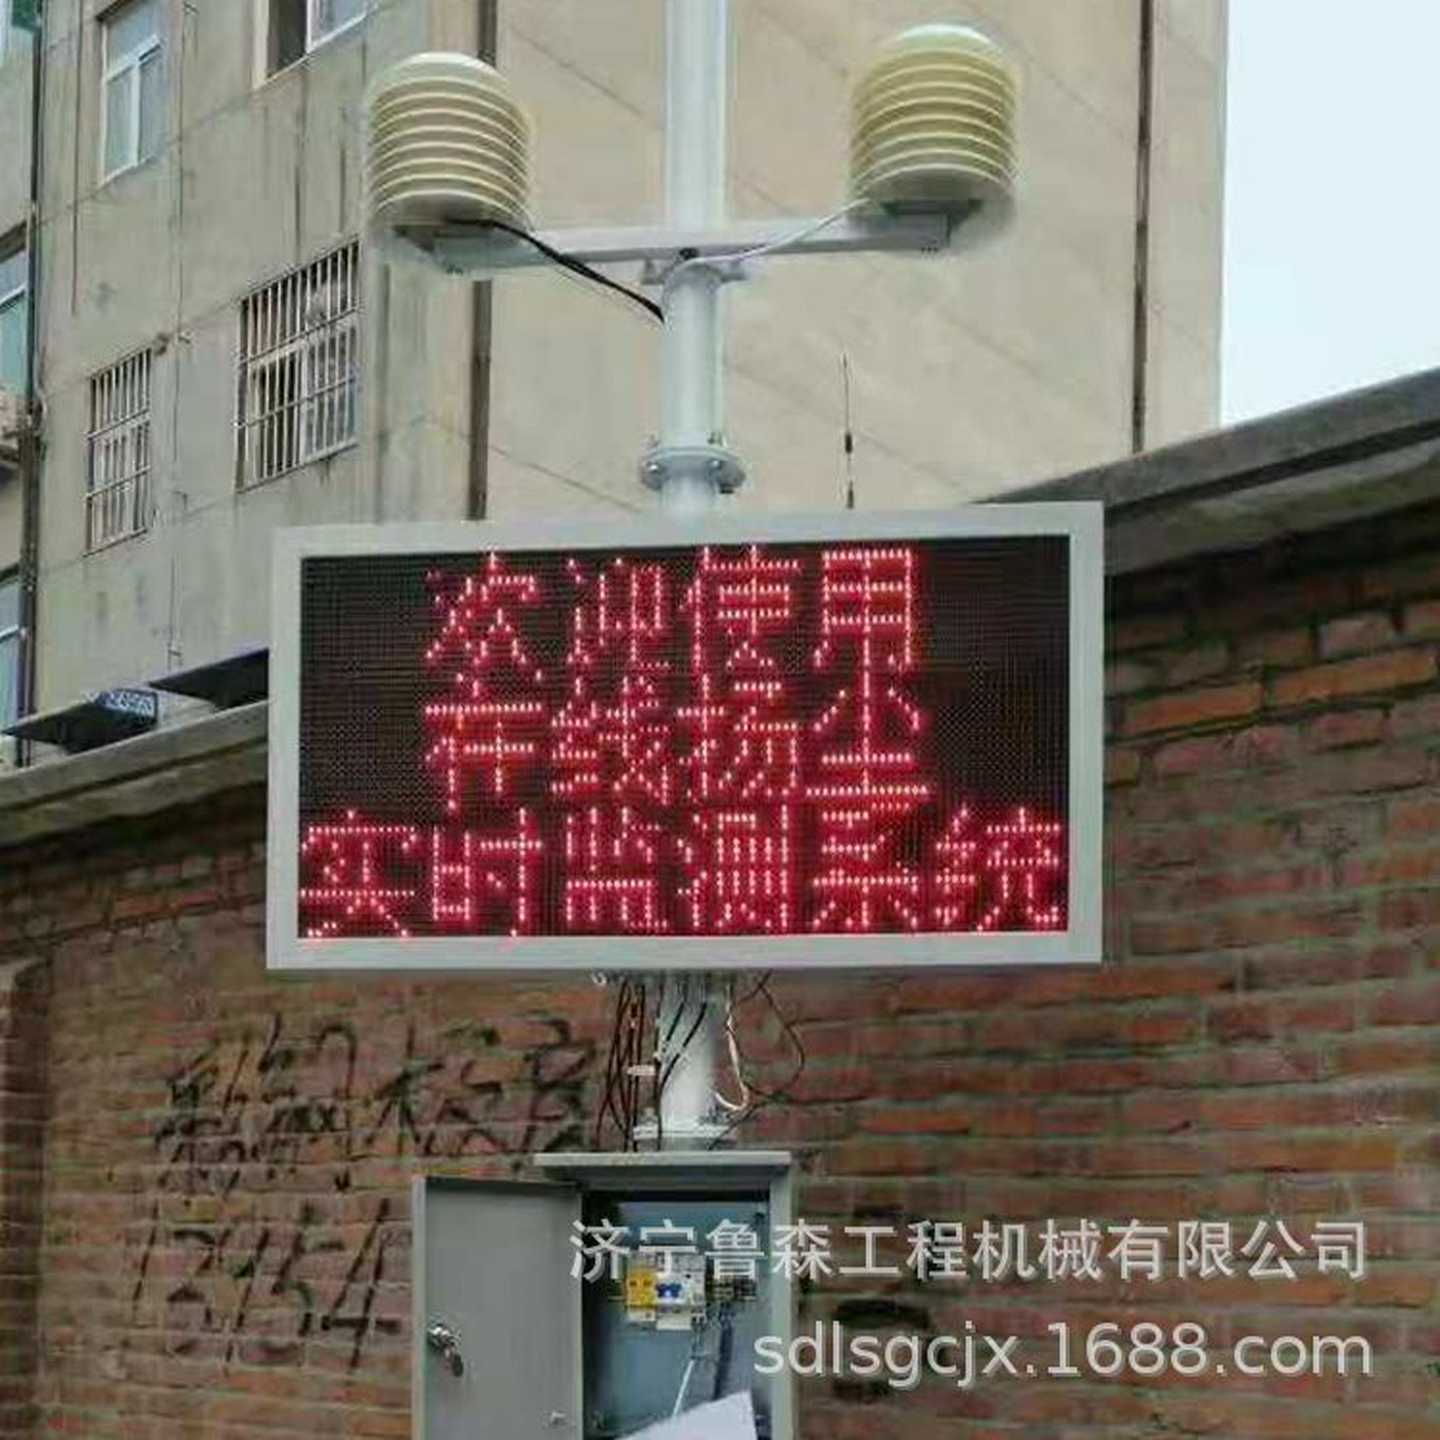 欢迎使用
在线扬尘
实时监测系统
济宁鲁森工程机械有限公司
sdlsgcjx.1688.com